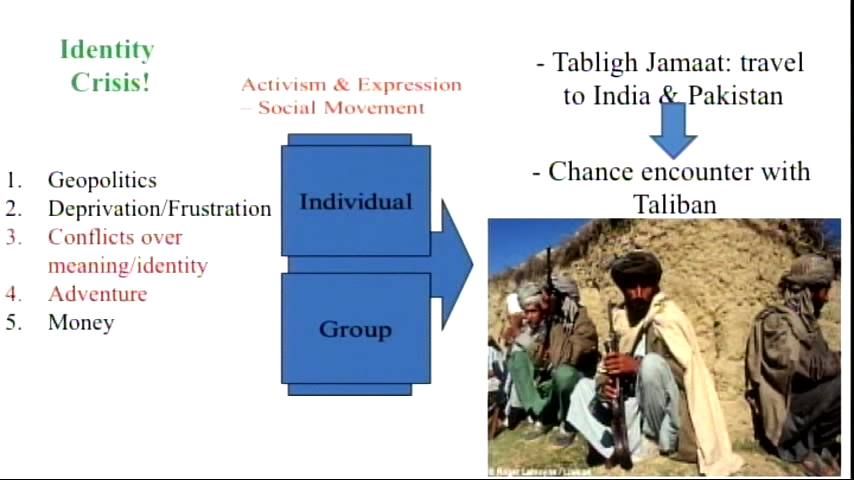 Identity
Crisis!
Activism & Expression
– Social Movement
1. Geopolitics
2. Deprivation/Frustration
3. Conflicts over
meaning/identity
4. Adventure
5. Money
Individual
Group
- Tabligh Jamaat: travel
to India & Pakistan
- Chance encounter with
Taliban
© Roger